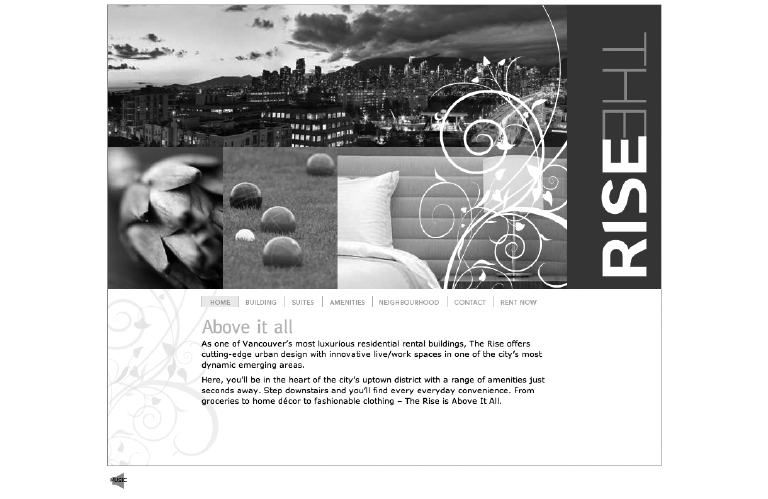 THE RISE
HOME BUILDING SUITES AMENITIES NEIGHBOURHOOD CONTACT RENT NOW
Above it all
As one of Vancouver's most luxurious residential rental buildings, The Rise offers
cutting-edge urban design with innovative live/work spaces in one of the city's most
dynamic emerging areas.
Here, you'll be in the heart of the city's uptown district with a range of amenities just
seconds away. Step downstairs and you'll find every everyday convenience. From
groceries to home décor to fashionable clothing – The Rise is Above It All.
MUSIC